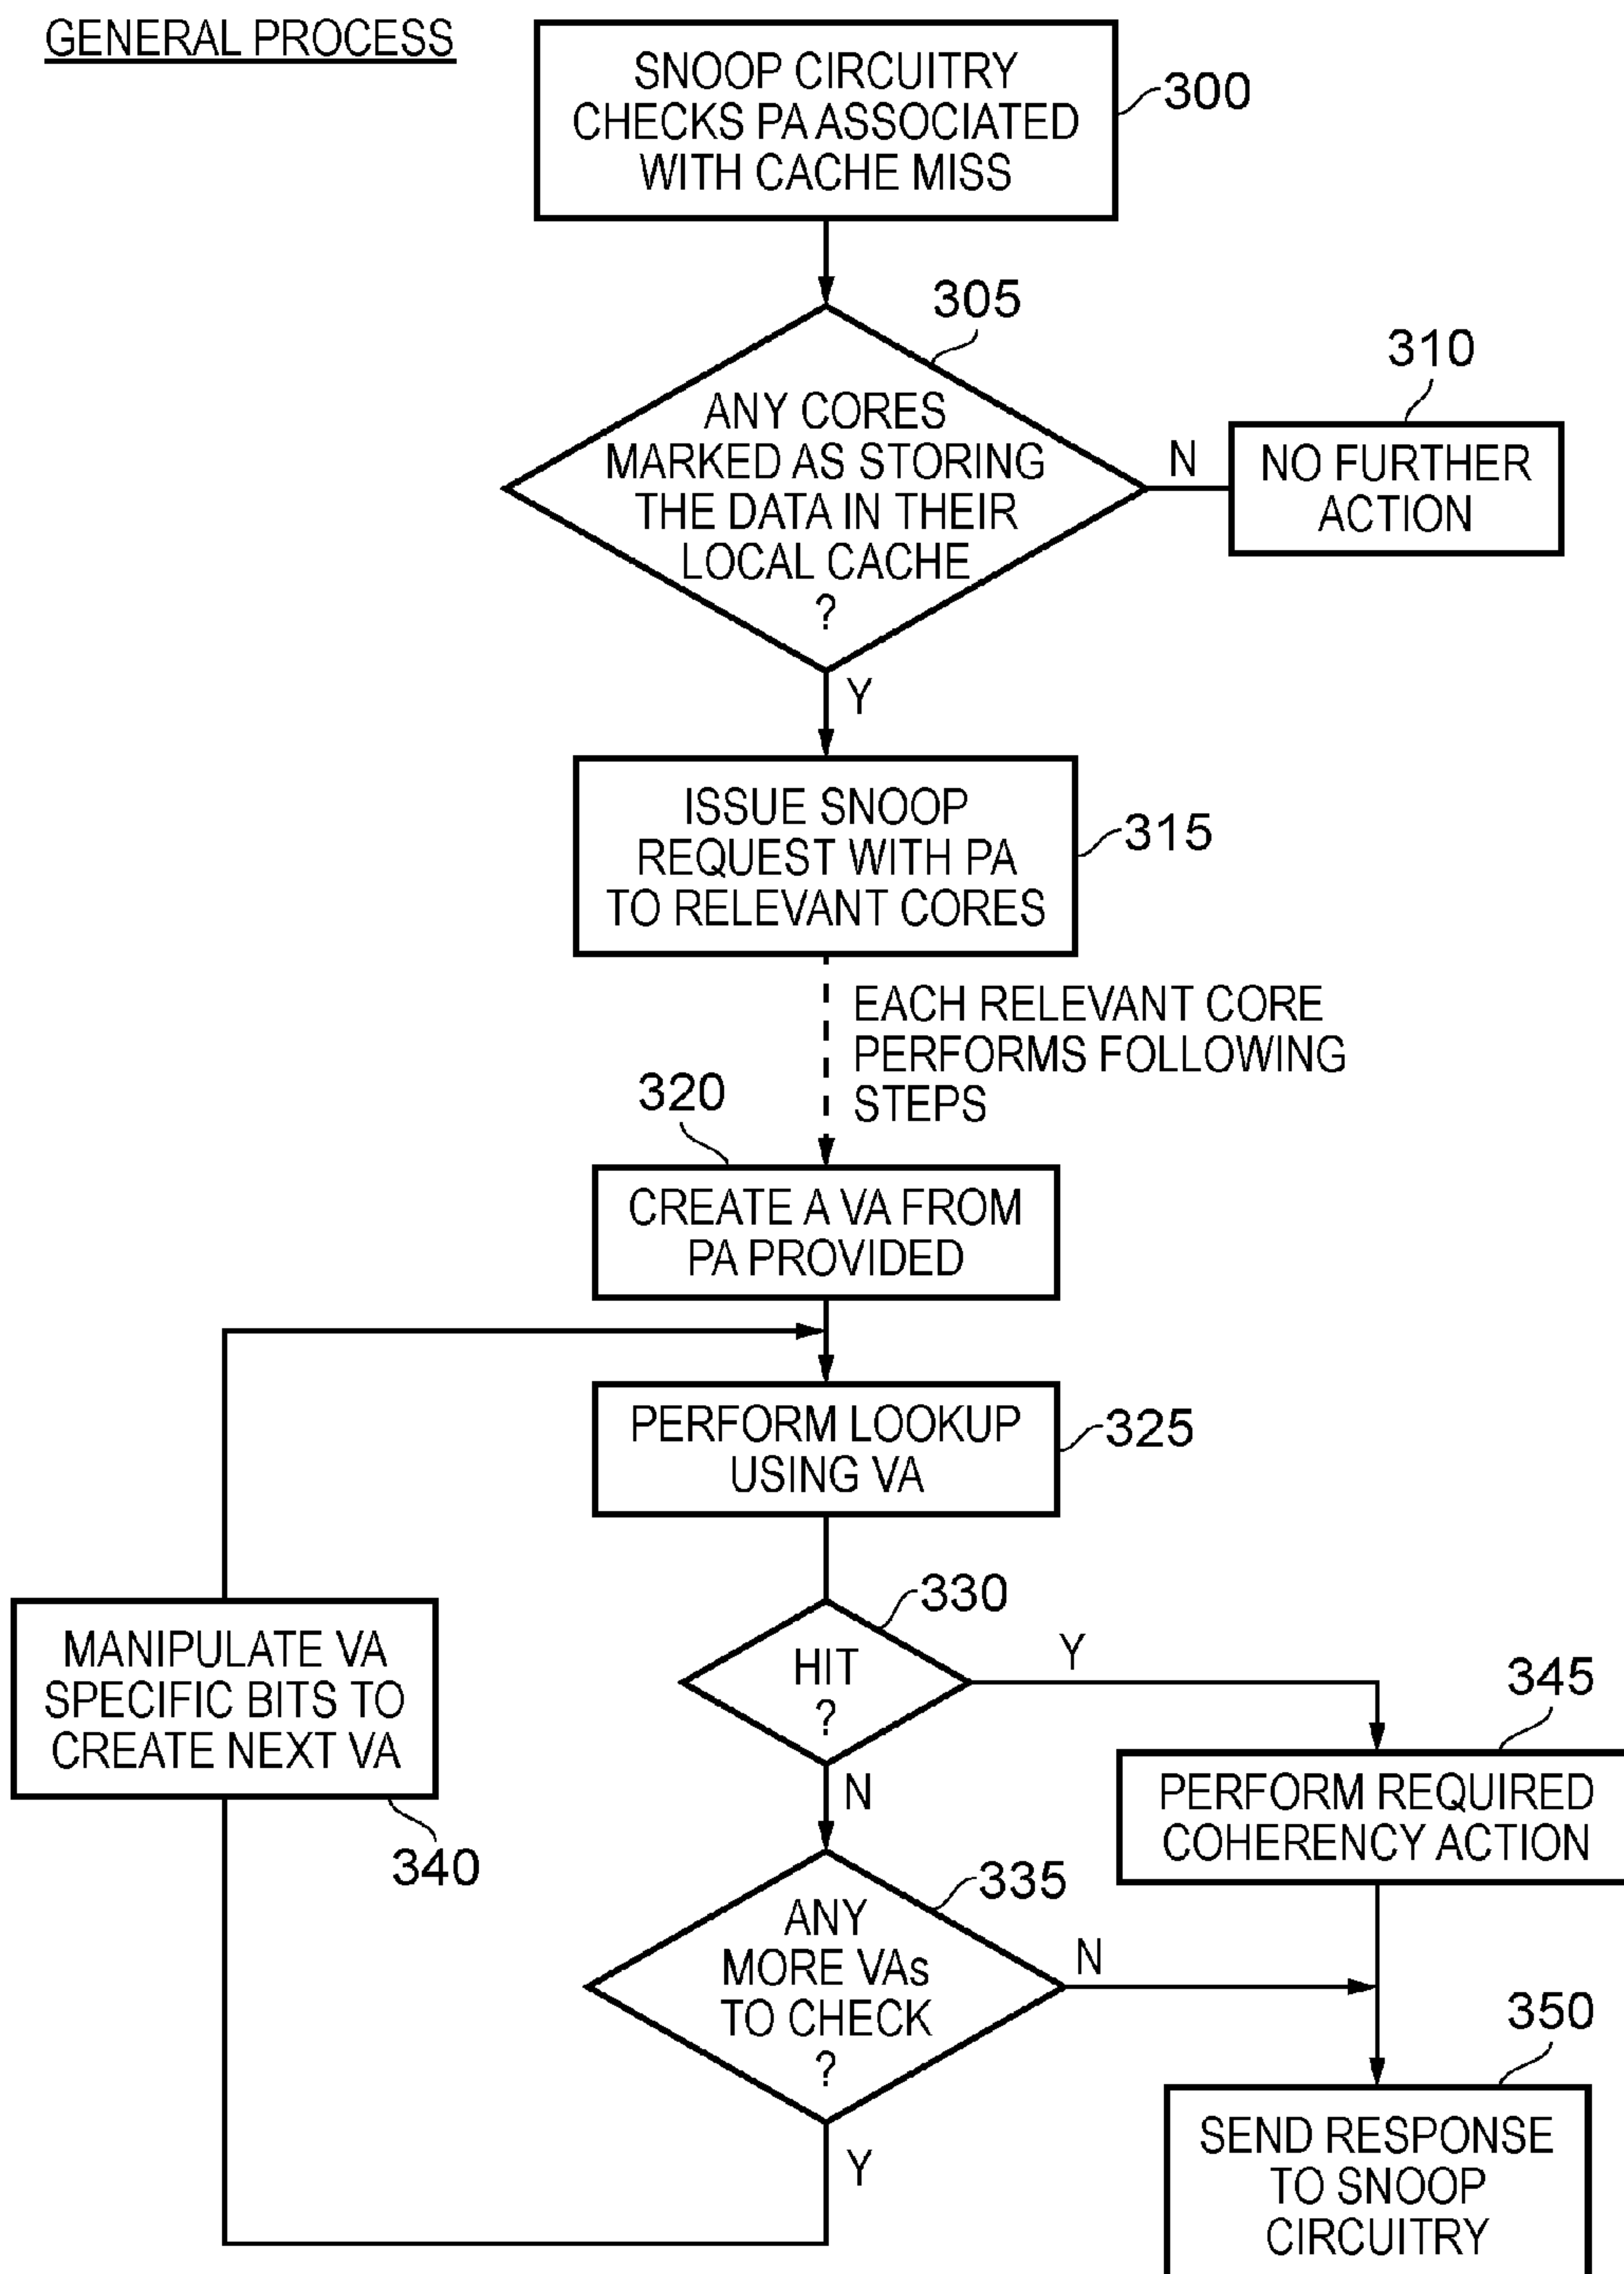 GENERAL PROCESS
SNOOP CIRCUITRY
CHECKS PA ASSOCIATED
WITH CACHE MISS
300
305
ANY CORES
MARKED AS STORING
THE DATA IN THEIR
LOCAL CACHE
?
N
310
NO FURTHER
ACTION
Y
ISSUE SNOOP
REQUEST WITH PA
TO RELEVANT CORES
315
EACH RELEVANT CORE
PERFORMS FOLLOWING
STEPS
320
CREATE A VA FROM
PA PROVIDED
PERFORM LOOKUP
USING VA
325
330
HIT
?
Y
N
MANIPULATE VA
SPECIFIC BITS TO
CREATE NEXT VA
340
345
PERFORM REQUIRED
COHERENCY ACTION
335
ANY
MORE VAs
TO CHECK
?
N
Y
350
SEND RESPONSE
TO SNOOP
CIRCUITRY